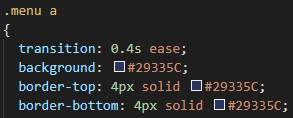 .menu a
{
transition: 0.4s ease;
background: #29335C;
border-top: 4px solid #29335C;
border-bottom: 4px solid #29335C;